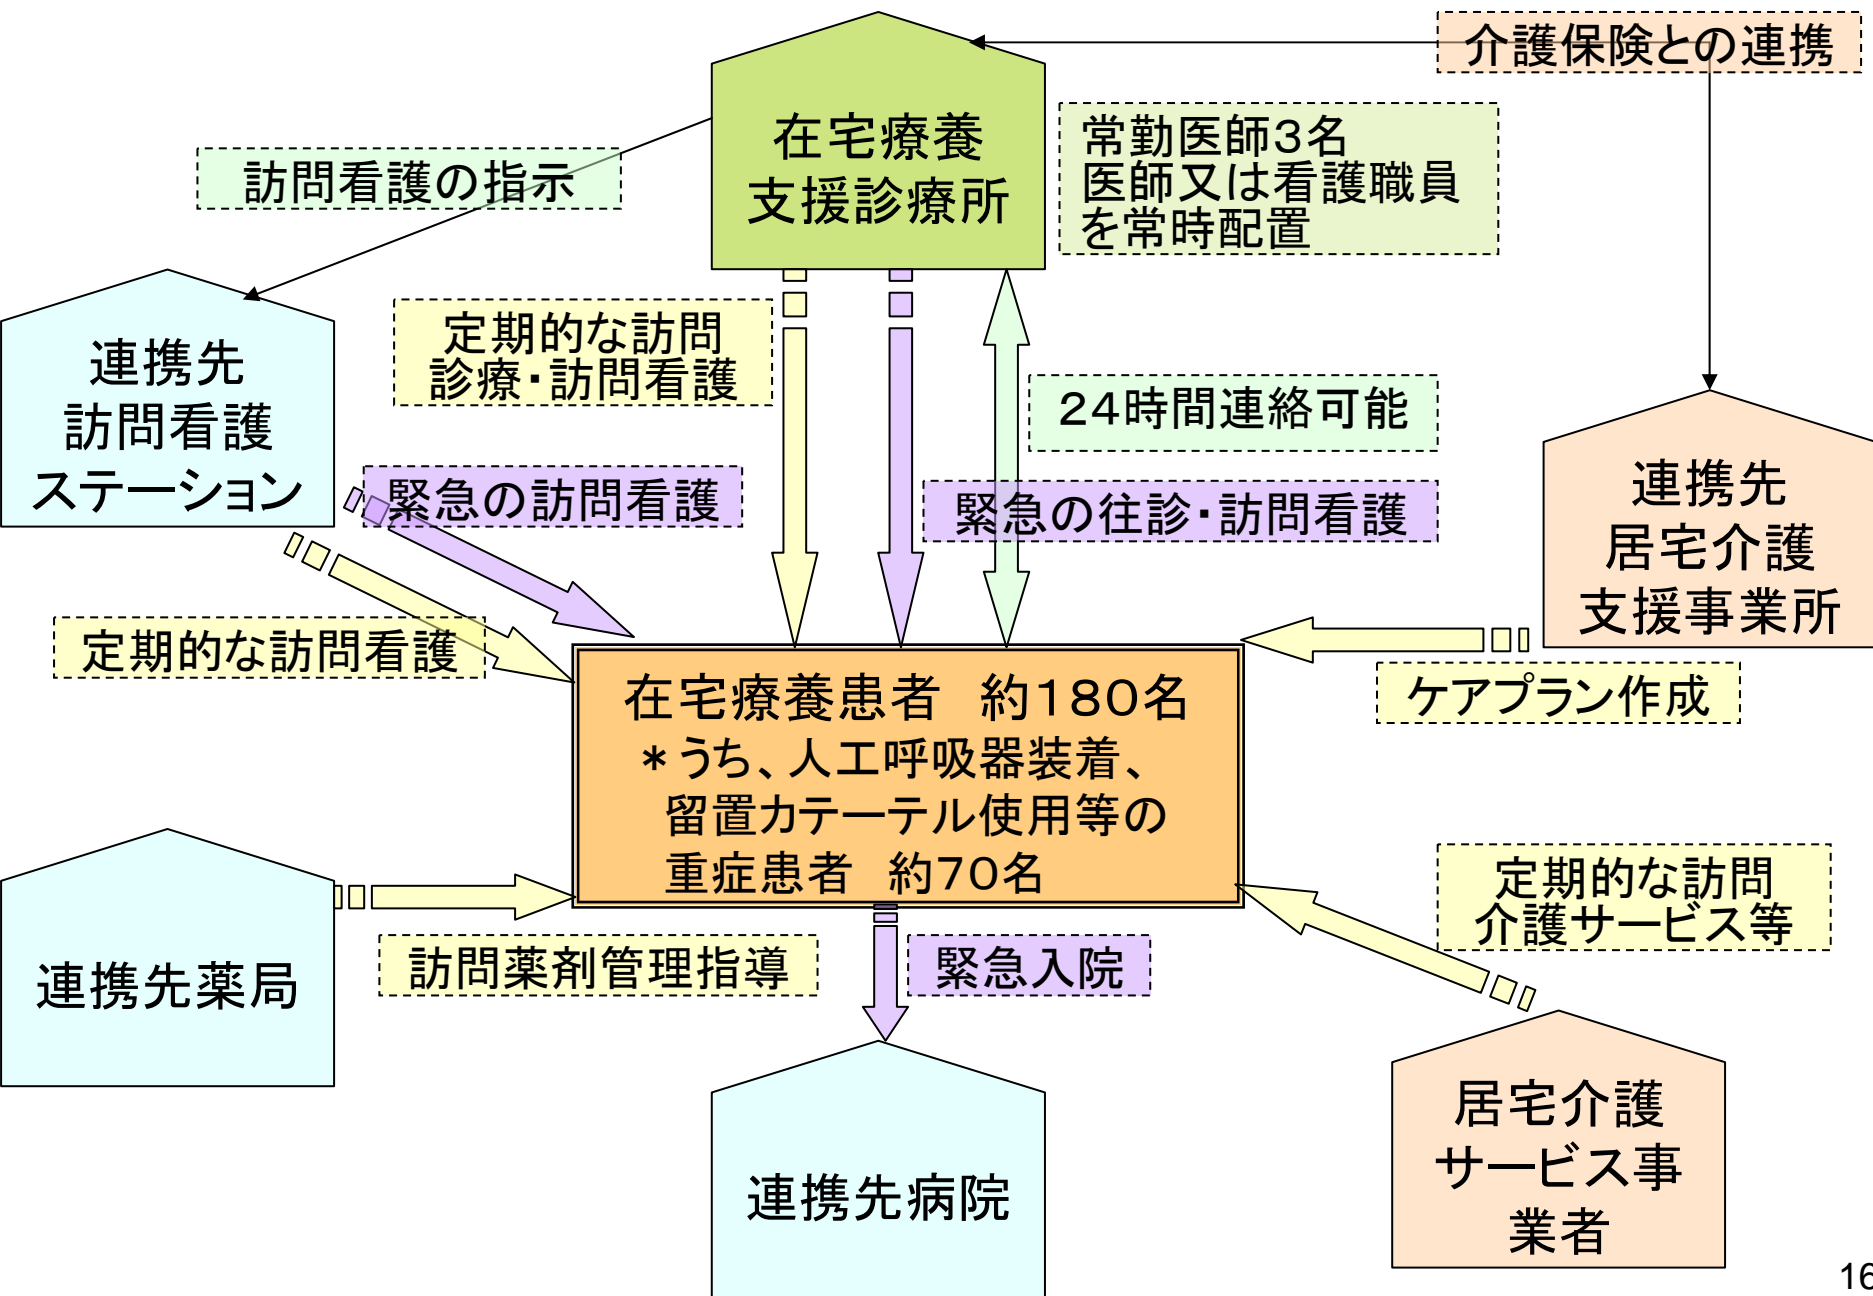 介護保険との連携
在宅療養
支援診療所
常勤医師３名
医師又は看護職員
を常時配置
訪問看護の指示
連携先
訪問看護
ステーション
定期的な訪問
診療・訪問看護
２４時間連絡可能
緊急の訪問看護
緊急の往診・訪問看護
連携先
居宅介護
支援事業所
定期的な訪問看護
ケアプラン作成
在宅療養患者　約１８０名
＊うち、人工呼吸器装着、
留置カテーテル使用等の
重症患者　約７０名
連携先薬局
訪問薬剤管理指導
緊急入院
定期的な訪問
介護サービス等
連携先病院
居宅介護
サービス事
業者
16